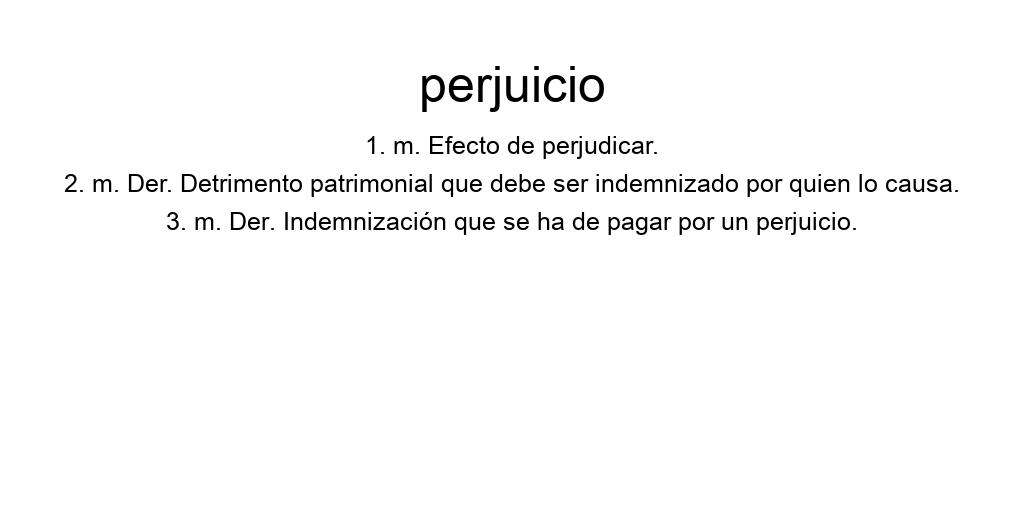 perjuicio
1. m. Efecto de perjudicar.
2. m. Der. Detrimento patrimonial que debe ser indemnizado por quien lo causa.
3. m. Der. Indemnización que se ha de pagar por un perjuicio.